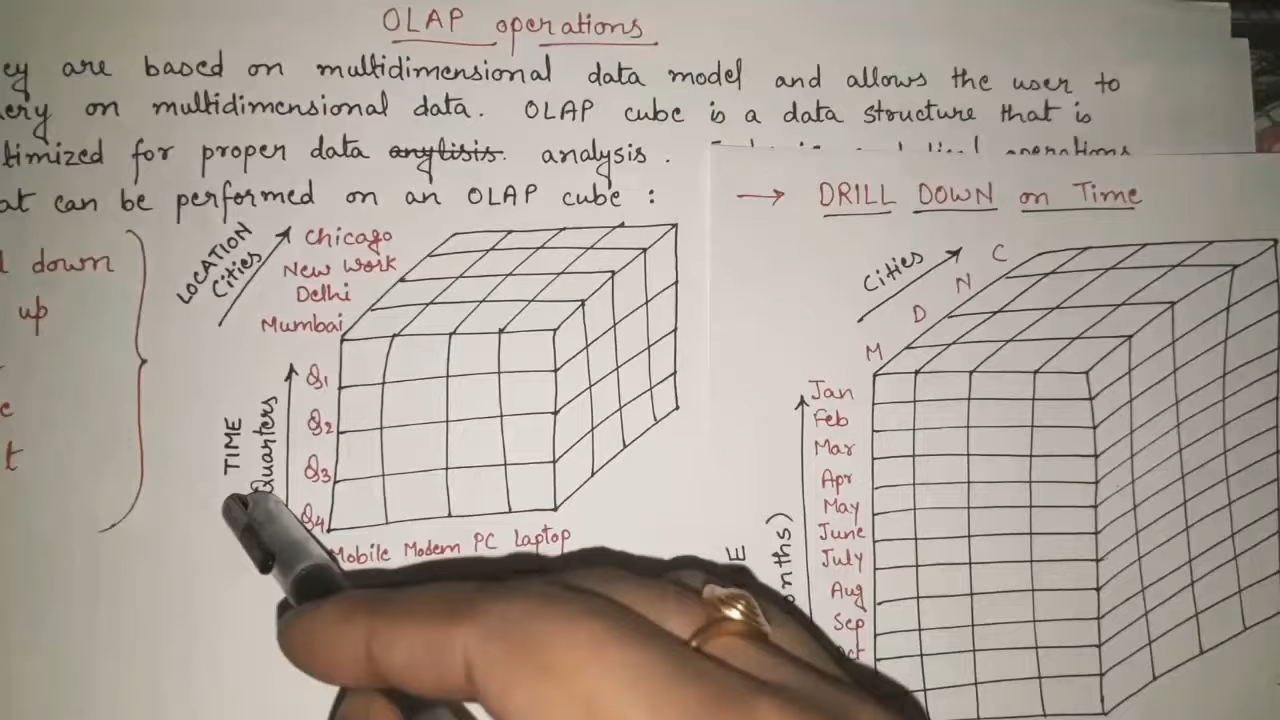 OLAP operations
ey are based on multidimensional data model and allows the user to
ery on multidimensional data. OLAP cube is a data structure that is
timized for proper data anylisis. analysis.
at can be performed on an OLAP cube :
down
up
e
t
LOCATION
Cities
Chicago
New Work
Delhi
Mumbai
TIME
Quarters
Q1
Q2
Q3
Q4
Mobile Modem PC Laptop
→ DRILL DOWN on Time
Cities
C
N
D
M
Jan
Feb
Mar
Apr
May
June
July
Aug
Sep
E
onths)